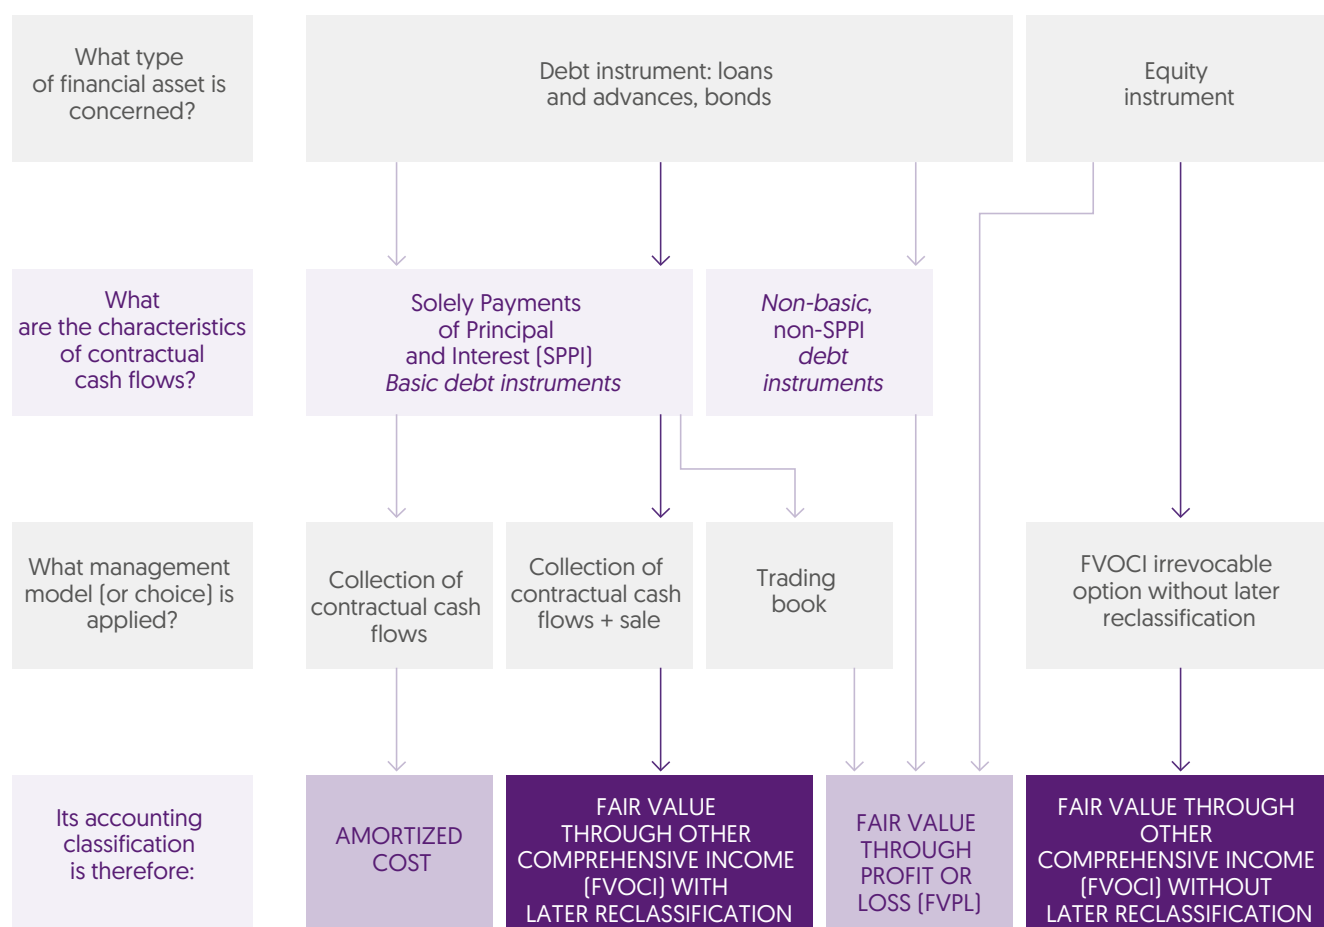 What type
of financial asset is
concerned?
Debt instrument: loans
and advances, bonds
Equity
instrument
What
are the characteristics
of contractual
cash flows?
Solely Payments
of Principal
and Interest (SPPI)
Basic debt instruments
Non-basic,
non-SPPI
debt
instruments
What management
model (or choice) is
applied?
Collection of
contractual cash
flows
Collection of
contractual cash
flows + sale
Trading
book
FVOCI irrevocable
option without later
reclassification
Its accounting
classification
is therefore:
AMORTIZED
COST
FAIR VALUE
THROUGH OTHER
COMPREHENSIVE INCOME
(FVOCI) WITH
LATER RECLASSIFICATION
FAIR VALUE
THROUGH
PROFIT OR
LOSS (FVPL)
FAIR VALUE THROUGH
OTHER
COMPREHENSIVE INCOME
(FVOCI) WITHOUT
LATER RECLASSIFICATION